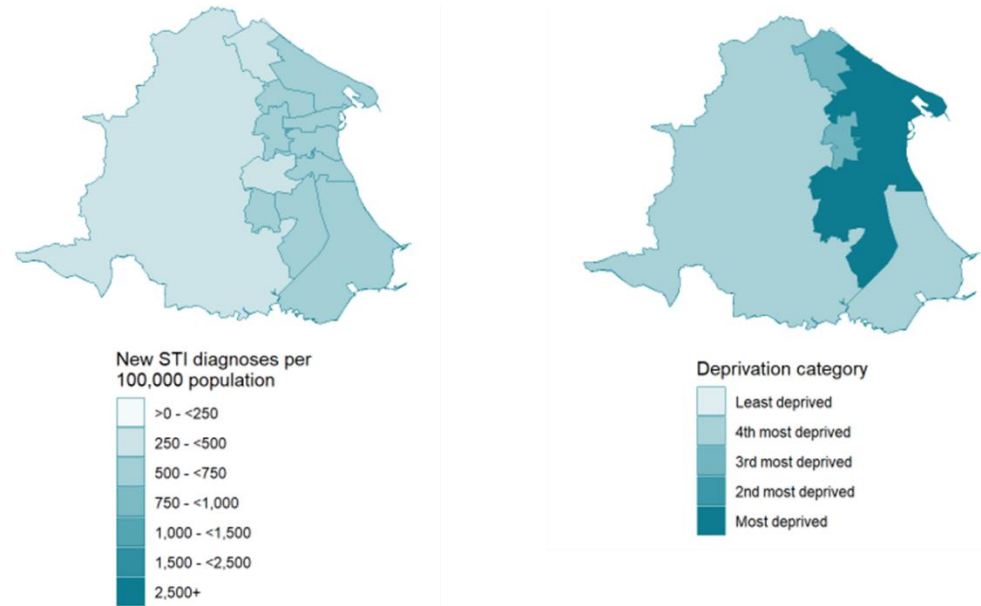 New STI diagnoses per
100,000 population
>0 - <250
250 - <500
500 - <750
750 - <1,000
1,000 - <1,500
1,500 - <2,500
2,500+
Deprivation category
Least deprived
4th most deprived
3rd most deprived
2nd most deprived
Most deprived